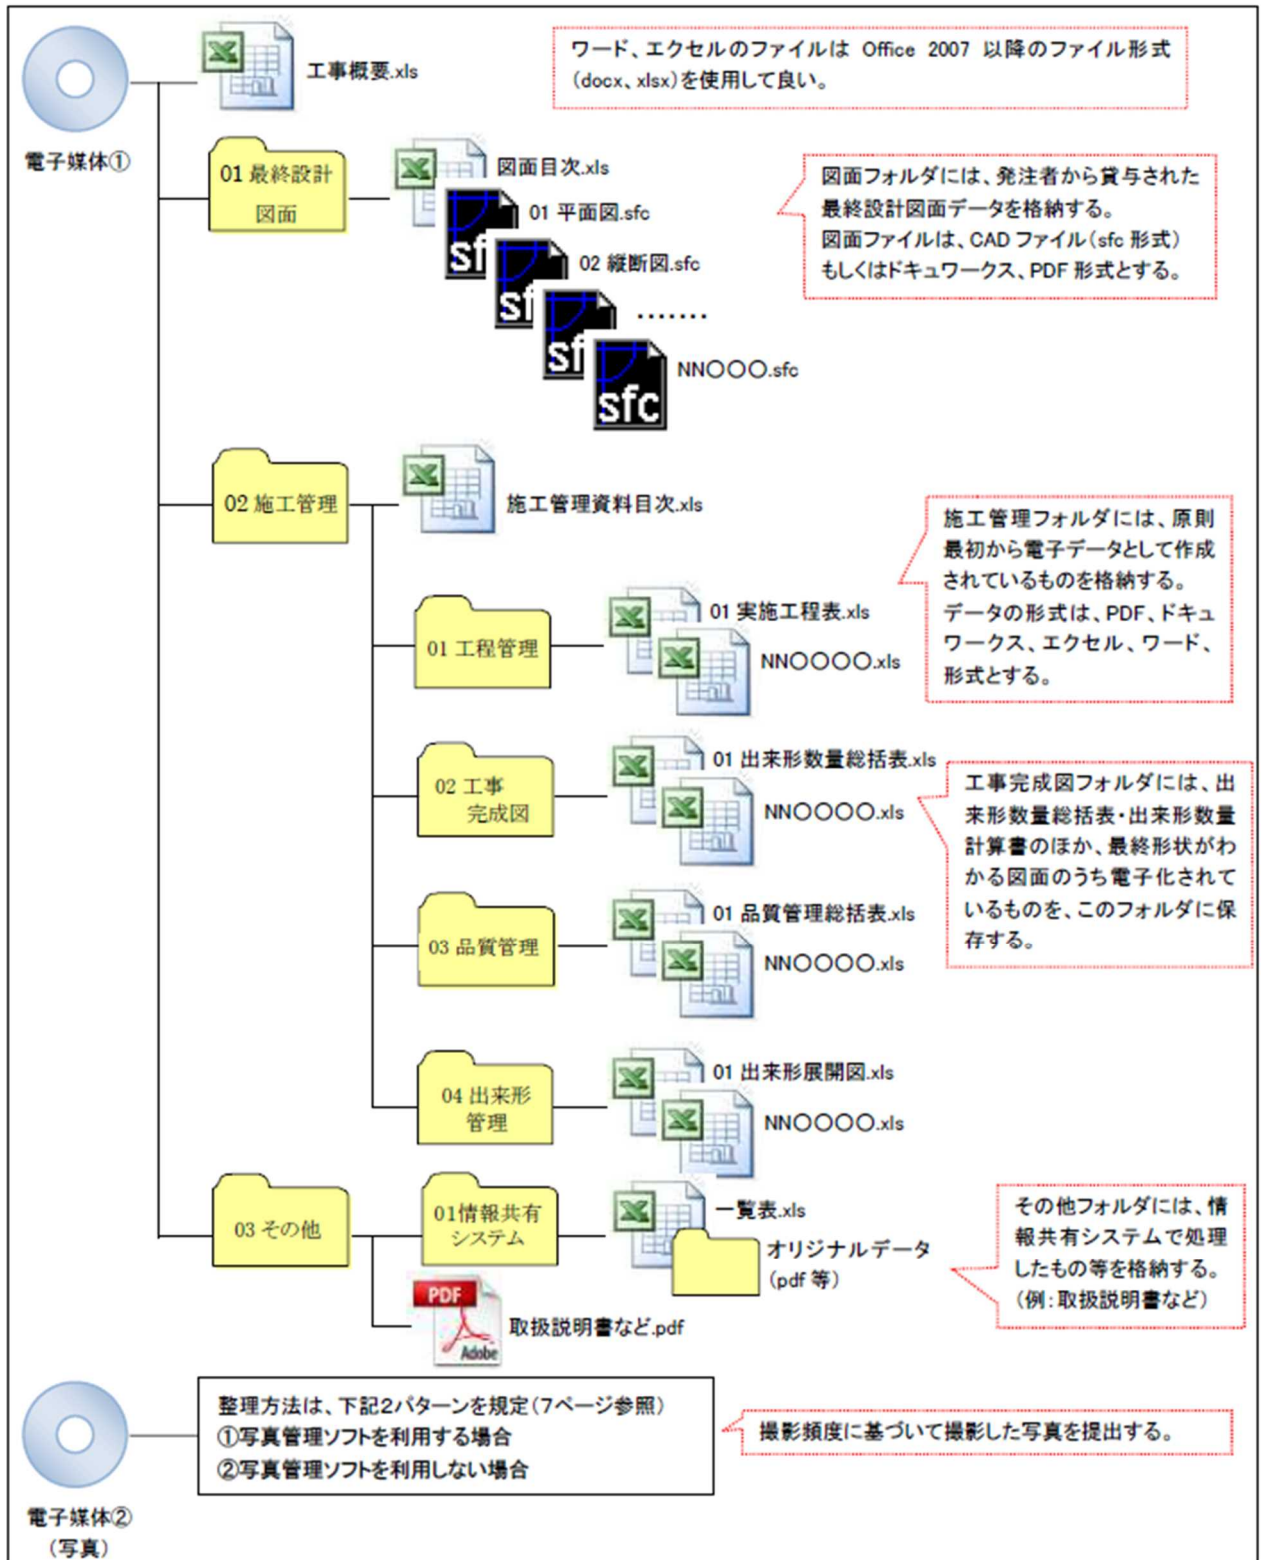 工事概要.xls
ワード、エクセルのファイルは Office 2007 以降のファイル形式
(docx、xlsx)を使用して良い。
電子媒体①
01 最終設計
図面
図面目次.xls
01 平面図.sfc
02 縦断図.sfc
・・・・・・・
NN〇〇〇.sfc
sfc
sfc
sfc
sfc
図面フォルダには、発注者から貸与された
最終設計図面データを格納する。
図面ファイルは、CAD ファイル(sfc 形式)
もしくはドキュワークス、PDF 形式とする。
02 施工管理
施工管理資料目次.xls
施工管理フォルダには、原則
最初から電子データとして作成
されているものを格納する。
データの形式は、PDF、ドキュ
ワークス、エクセル、ワード、
形式とする。
01 工程管理
01 実施工程表.xls
NN〇〇〇〇.xls
02 工事
完成図
01 出来形数量総括表.xls
NN〇〇〇〇.xls
工事完成図フォルダには、出
来形数量総括表・出来形数量
計算書のほか、最終形状がわ
かる図面のうち電子化されて
いるものを、このフォルダに保
存する。
03 品質管理
01 品質管理総括表.xls
NN〇〇〇〇.xls
04 出来形
管理
01 出来形展開図.xls
NN〇〇〇〇.xls
03 その他
01情報共有
システム
一覧表.xls
オリジナルデータ
(pdf 等)
その他フォルダには、情
報共有システムで処理
したもの等を格納する。
(例:取扱説明書など)
PDF
Adobe
取扱説明書など.pdf
電子媒体②
(写真)
整理方法は、下記2パターンを規定(7ページ参照)
①写真管理ソフトを利用する場合
②写真管理ソフトを利用しない場合
撮影頻度に基づいて撮影した写真を提出する。